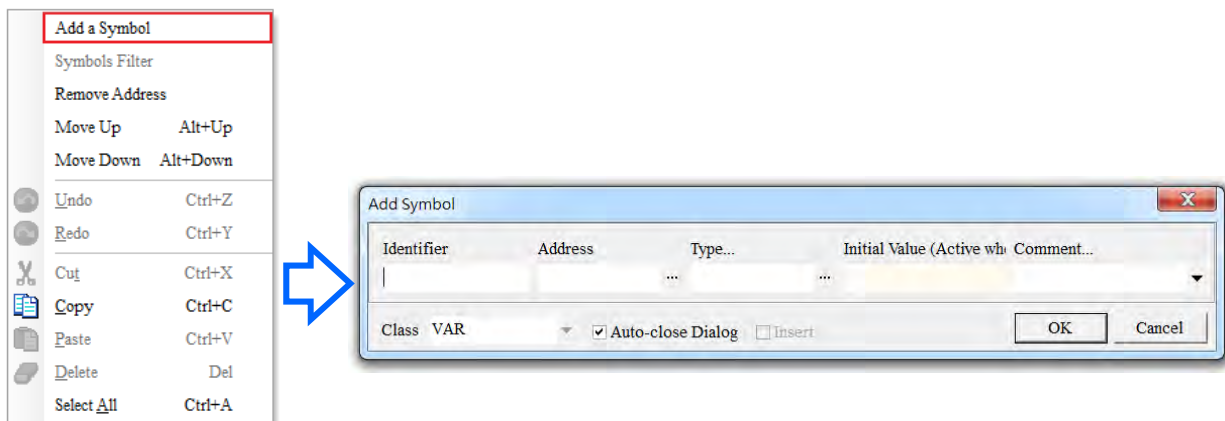 Add a Symbol
Symbols Filter
Remove Address
Move Up Alt+Up
Move Down Alt+Down
Undo Ctrl+Z
Redo Ctrl+Y
Cut Ctrl+X
Copy Ctrl+C
Paste Ctrl+V
Delete Del
Select All Ctrl+A
Add Symbol
Identifier Address Type... Initial Value (Active wh Comment...
... ...
Class VAR Auto-close Dialog Insert OK Cancel